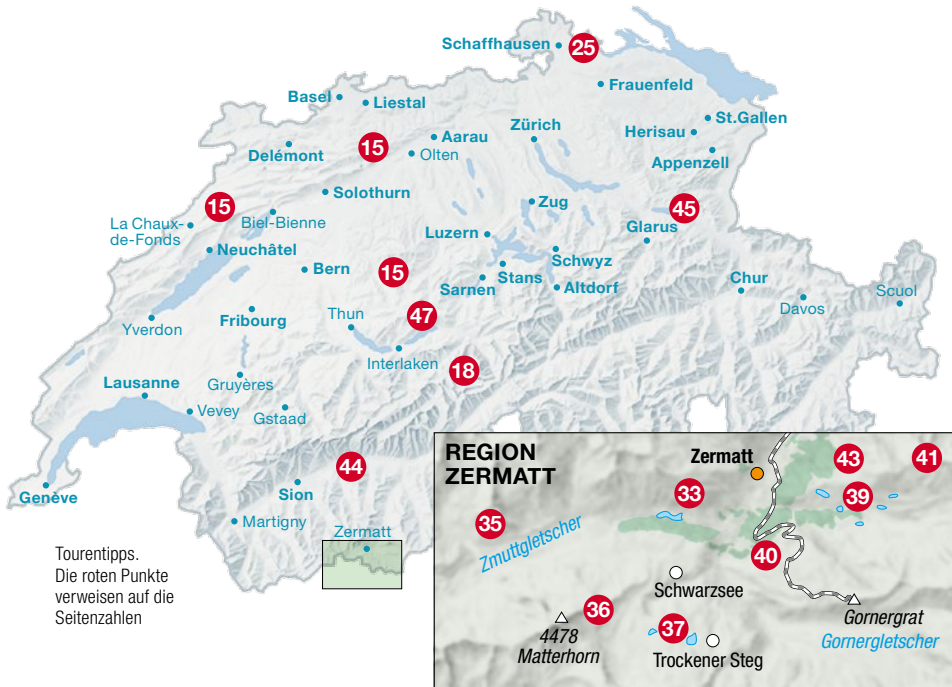 Schaffhausen
25
Basel
Liestal
Frauenfeld
St.Gallen
Herisau
Appenzell
Zürich
Aarau
Olten
Delémont
15
Solothurn
Zug
45
Glarus
15
La Chaux-
de-Fonds
Biel-Bienne
Neuchâtel
Luzern
Schwyz
Stans
Sarnen
Altdorf
Bern
15
Chur
Davos
Scuol
47
Thun
Fribourg
Yverdon
Interlaken
18
Gruyères
Lausanne
Vevey
Gstaad
44
Sion
Genève
Martigny
Zermatt
Tourentipps.
Die roten Punkte
verweisen auf die
Seitenzahlen
REGION
ZERMATT
Zermatt
43
41
33
39
35
Zmuttgletscher
40
Schwarzsee
36
4478
Matterhorn
37
Trockener Steg
Gornergrat
Gornergletscher